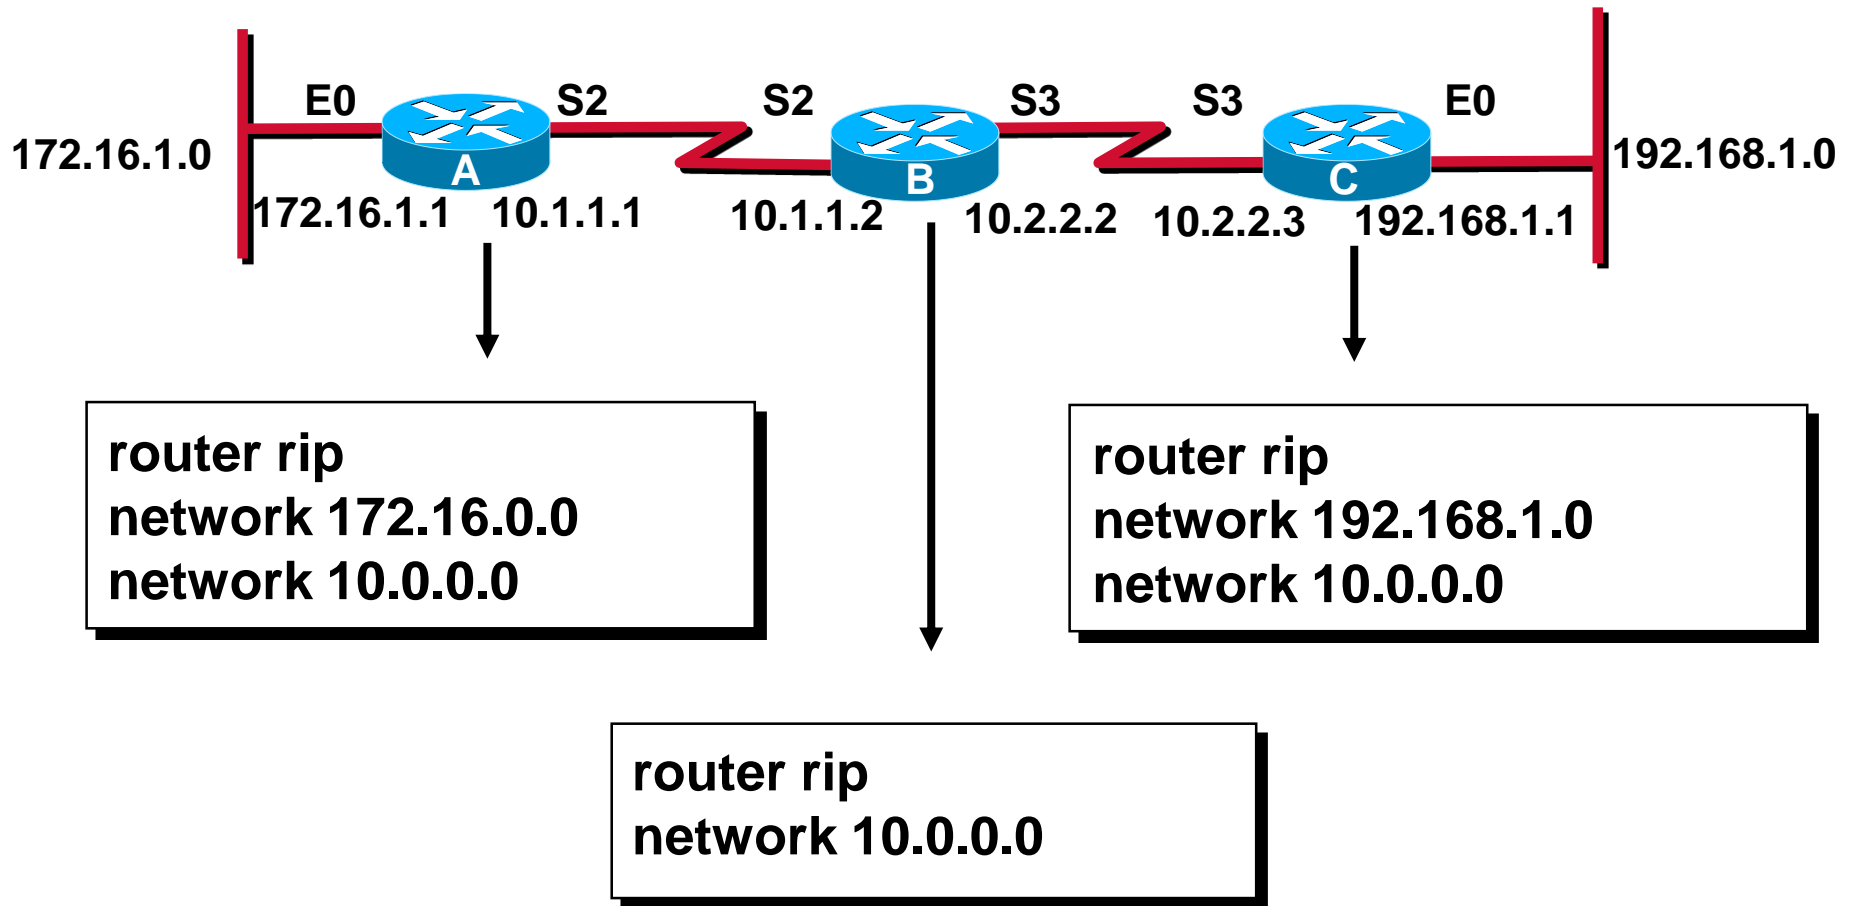 E0
S2
S2
S3
S3
E0
172.16.1.0
A
B
C
192.168.1.0
172.16.1.1
10.1.1.1
10.1.1.2
10.2.2.2
10.2.2.3
192.168.1.1
router rip
network 172.16.0.0
network 10.0.0.0
router rip
network 192.168.1.0
network 10.0.0.0
router rip
network 10.0.0.0